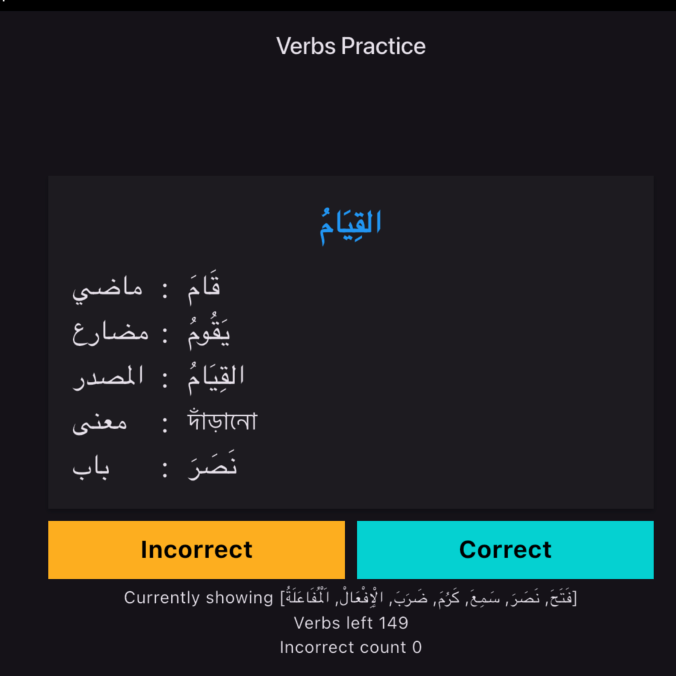 Verbs Practice
القِيَامُ
ماضي : قَامَ
مضارع : يَقُومُ
المصدر : القِيَامُ
معنى : দাঁড়ানো
باب : نَصَرَ
Incorrect
Correct
Currently showing [فَتَحَ, نَصَرَ, سَمِعَ, كَرُمَ, ضَرَبَ, الْإِفْعَالْ, اَلْمُفَاعَلَةُ]
Verbs left 149
Incorrect count 0